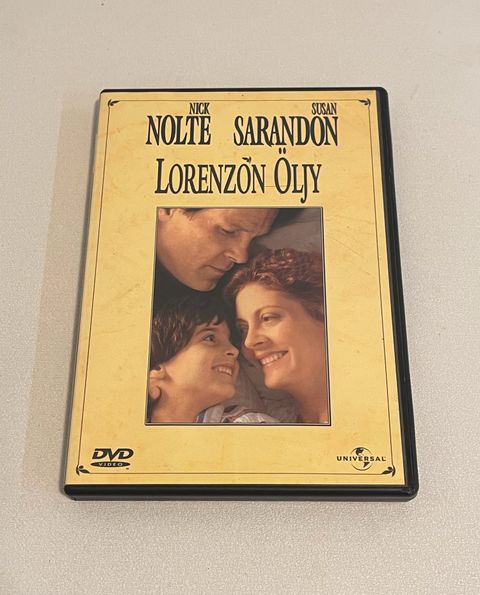 NICK SUSAN
NOLTE SARANDON
LORENZON ÖLJY
DVD
VIDEO
UNIVERSAL